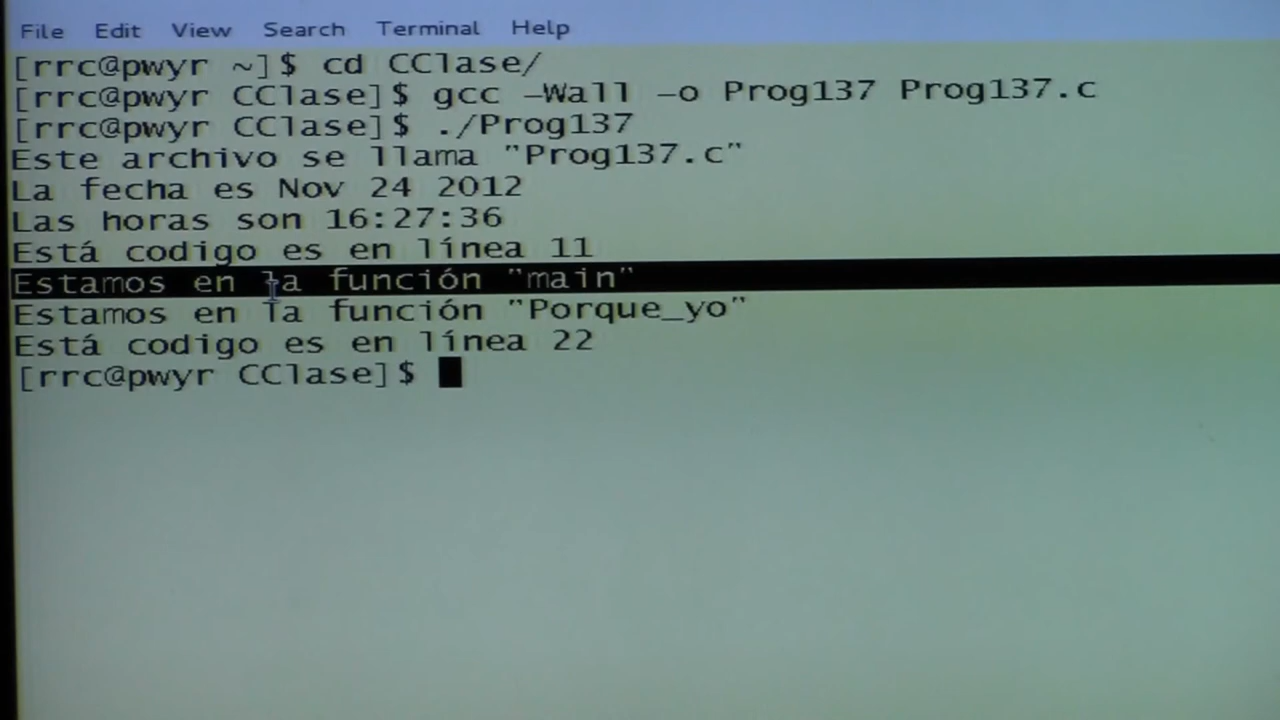 File Edit View Search Terminal Help
[rrc@pwyr ~]$ cd CClase/
[rrc@pwyr CClase]$ gcc -Wall -o Prog137 Prog137.c
[rrc@pwyr CClase]$ ./Prog137
Este archivo se llama "Prog137.c"
La fecha es Nov 24 2012
Las horas son 16:27:36
Está codigo es en línea 11
Estamos en la función "main"
Estamos en la función "Porque_yo"
Está codigo es en línea 22
[rrc@pwyr CClase]$